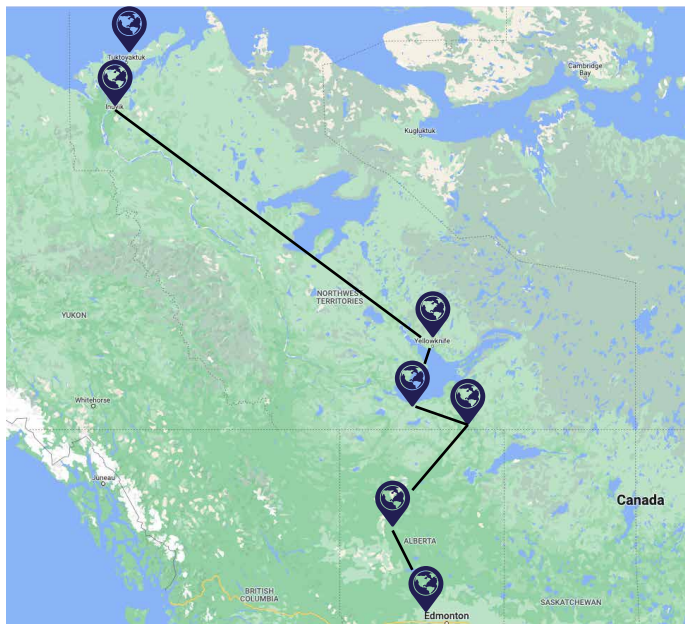 Tuktoyaktuk
Cambridge
Bay
Inuvik
Kugluktuk
NORTHWEST
TERRITORIES
YUKON
Yellowknife
Whitehorse
Juneau
Canada
ALBERTA
BRITISH
COLUMBIA
SASKATCHEWAN
Edmonton